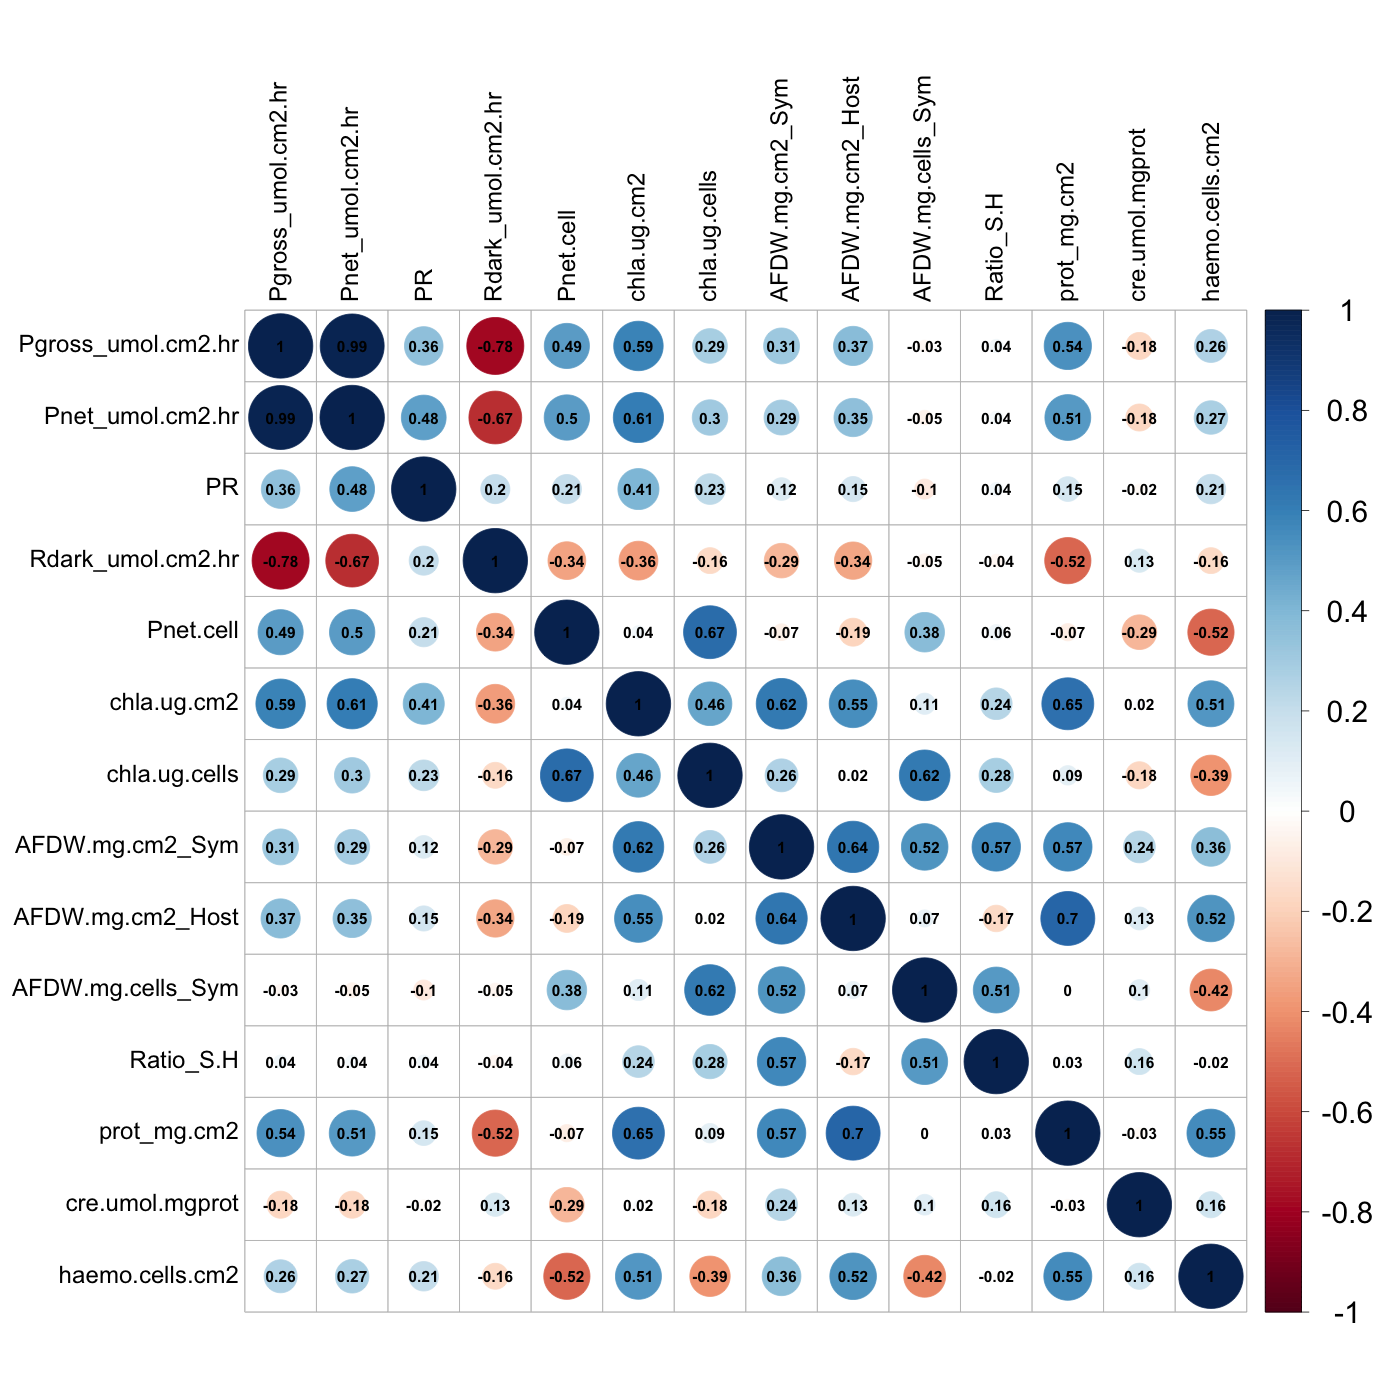 Pgross_umol.cm2.hr Pnet_umol.cm2.hr PR Rdark_umol.cm2.hr Pnet.cell chla.ug.cm2 chla.ug.cells AFDW.mg.cm2_Sym AFDW.mg.cm2_Host AFDW.mg.cells_Sym Ratio_S.H prot_mg.cm2 cre.umol.mgprot haemo.cells.cm2
Pgross_umol.cm2.hr 1 0.99 0.36 -0.78 0.49 0.59 0.29 0.31 0.37 -0.03 0.04 0.54 -0.18 0.26
Pnet_umol.cm2.hr 0.99 1 0.48 -0.67 0.5 0.61 0.3 0.29 0.35 -0.05 0.04 0.51 -0.18 0.27
PR 0.36 0.48 1 0.2 0.21 0.41 0.23 0.12 0.15 -0.1 0.04 0.15 -0.02 0.21
Rdark_umol.cm2.hr -0.78 -0.67 0.2 1 -0.34 -0.36 -0.16 -0.29 -0.34 -0.05 -0.04 -0.52 0.13 -0.16
Pnet.cell 0.49 0.5 0.21 -0.34 1 0.04 0.67 -0.07 -0.19 0.38 0.06 -0.07 -0.29 -0.52
chla.ug.cm2 0.59 0.61 0.41 -0.36 0.04 1 0.46 0.62 0.55 0.11 0.24 0.65 0.02 0.51
chla.ug.cells 0.29 0.3 0.23 -0.16 0.67 0.46 1 0.26 0.02 0.62 0.28 0.09 -0.18 -0.39
AFDW.mg.cm2_Sym 0.31 0.29 0.12 -0.29 -0.07 0.62 0.26 1 0.64 0.52 0.57 0.57 0.24 0.36
AFDW.mg.cm2_Host 0.37 0.35 0.15 -0.34 -0.19 0.55 0.02 0.64 1 0.07 -0.17 0.7 0.13 0.52
AFDW.mg.cells_Sym -0.03 -0.05 -0.1 -0.05 0.38 0.11 0.62 0.52 0.07 1 0.51 0 0.1 -0.42
Ratio_S.H 0.04 0.04 0.04 -0.04 0.06 0.24 0.28 0.57 -0.17 0.51 1 0.03 0.16 -0.02
prot_mg.cm2 0.54 0.51 0.15 -0.52 -0.07 0.65 0.09 0.57 0.7 0 0.03 1 -0.03 0.55
cre.umol.mgprot -0.18 -0.18 -0.02 0.13 -0.29 0.02 -0.18 0.24 0.13 0.1 0.16 -0.03 1 0.16
haemo.cells.cm2 0.26 0.27 0.21 -0.16 -0.52 0.51 -0.39 0.36 0.52 -0.42 -0.02 0.55 0.16 1
1
0.8
0.6
0.4
0.2
0
-0.2
-0.4
-0.6
-0.8
-1